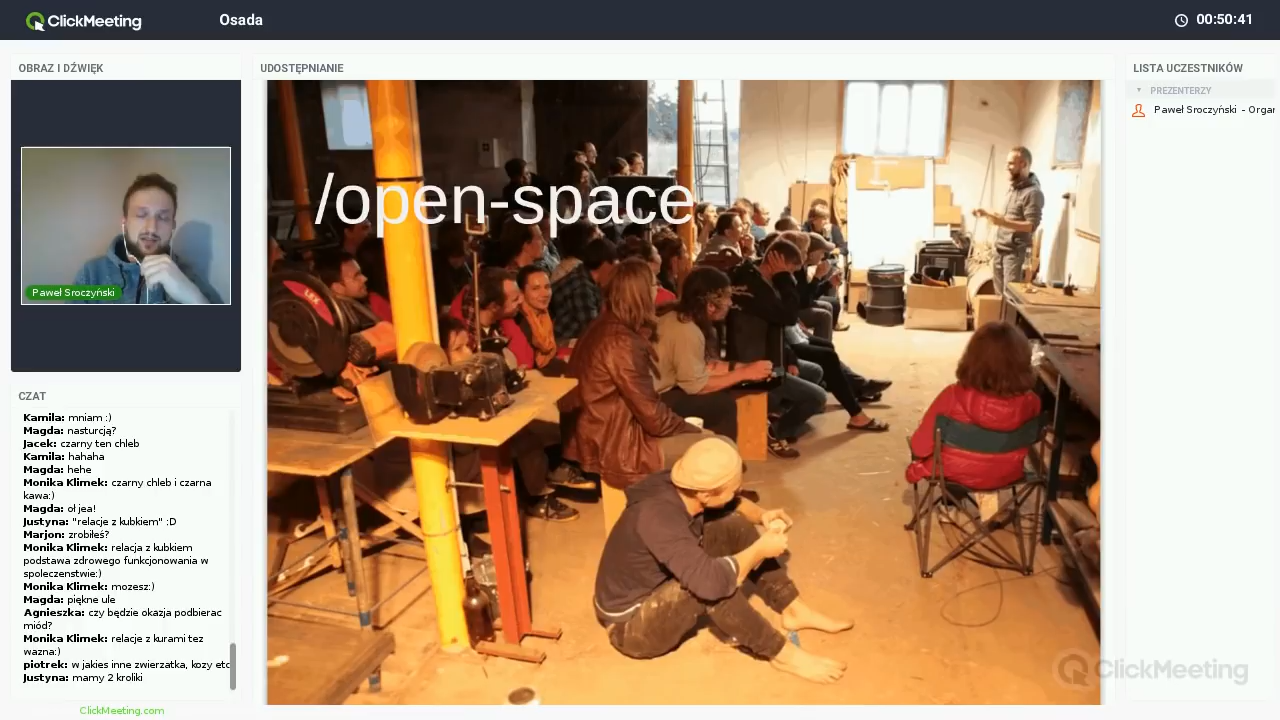 ClickMeeting
Osada
00:50:41
OBRAZ I DŹWIĘK
UDOSTĘPNIANIE
LISTA UCZESTNIKÓW
PREZENTERZY
Paweł Sroczyński - Organ
Paweł Sroczyński
/open-space
LEX
CZAT
Kamila: mniam :)
Magda: nasturcją?
Jacek: czarny ten chleb
Kamila: hahaha
Magda: hehe
Monika Klimek: czarny chleb i czarna
kawa:)
Magda: oł jea!
Justyna: "relacje z kubkiem" :D
Marjon: zrobiłeś?
Monika Klimek: relacja z kubkiem
podstawa zdrowego funkcjonowania w
spoleczenstwie:)
Monika Klimek: mozesz:)
Magda: piękne ule
Agnieszka: czy będzie okazja podbierac
miód?
Monika Klimek: relacje z kurami tez
wazna:)
piotrek: w jakies inne zwierzatka, kozy etc
Justyna: mamy 2 kroliki
ClickMeeting.com
ClickMeeting